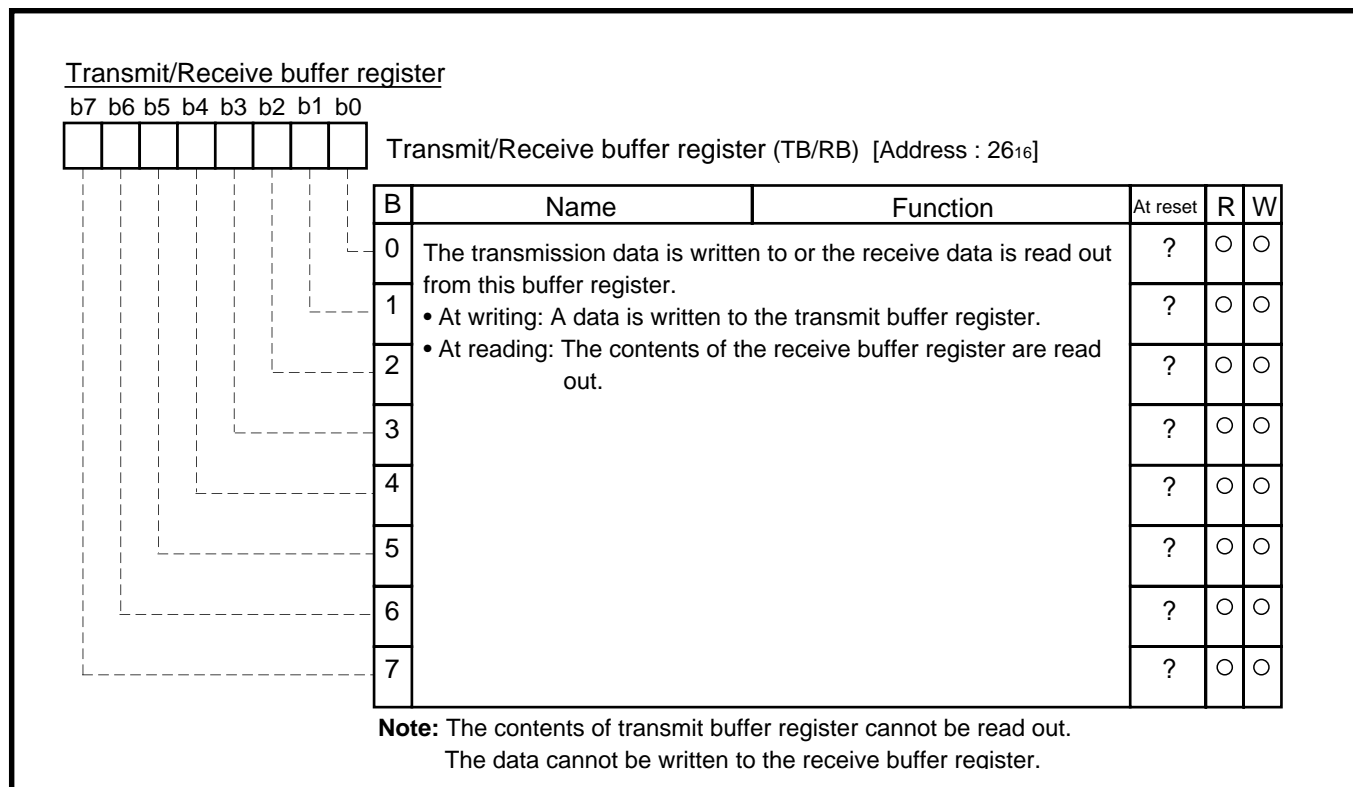 Transmit/Receive buffer register
b7 b6 b5 b4 b3 b2 b1 b0
Transmit/Receive buffer register (TB/RB) [Address : 26₁₆]
B Name Function At reset R W
0 The transmission data is written to or the receive data is read out ? ○ ○
from this buffer register.
1 • At writing: A data is written to the transmit buffer register. ? ○ ○
• At reading: The contents of the receive buffer register are read
2 out. ? ○ ○
3 ? ○ ○
4 ? ○ ○
5 ? ○ ○
6 ? ○ ○
7 ? ○ ○
Note: The contents of transmit buffer register cannot be read out.
The data cannot be written to the receive buffer register.